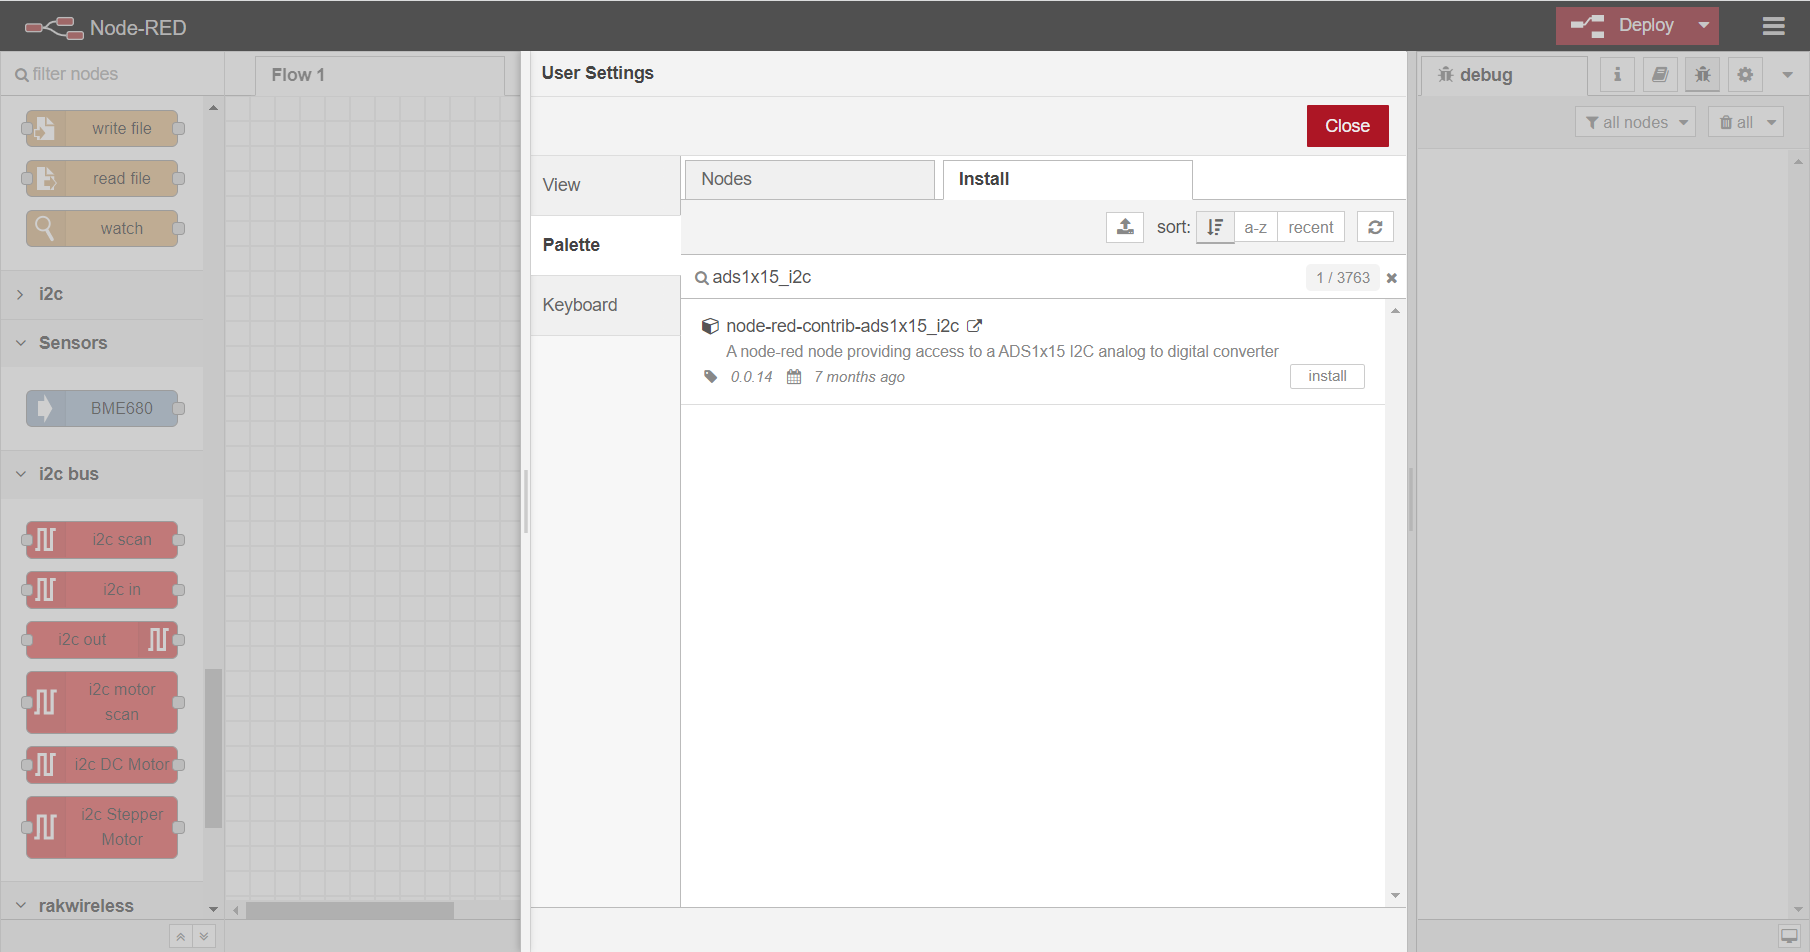 Node-RED
Deploy
filter nodes
write file
read file
watch
i2c
Sensors
BME680
i2c bus
i2c scan
i2c in
i2c out
i2c motor
scan
i2c DC Motor
i2c Stepper
Motor
rakwireless
Flow 1
User Settings
Close
View
Palette
Keyboard
Nodes
Install
sort:
a-z
recent
ads1x15_i2c
1 / 3763
node-red-contrib-ads1x15_i2c
A node-red node providing access to a ADS1x15 I2C analog to digital converter
0.0.14
7 months ago
install
debug
i
all nodes
all